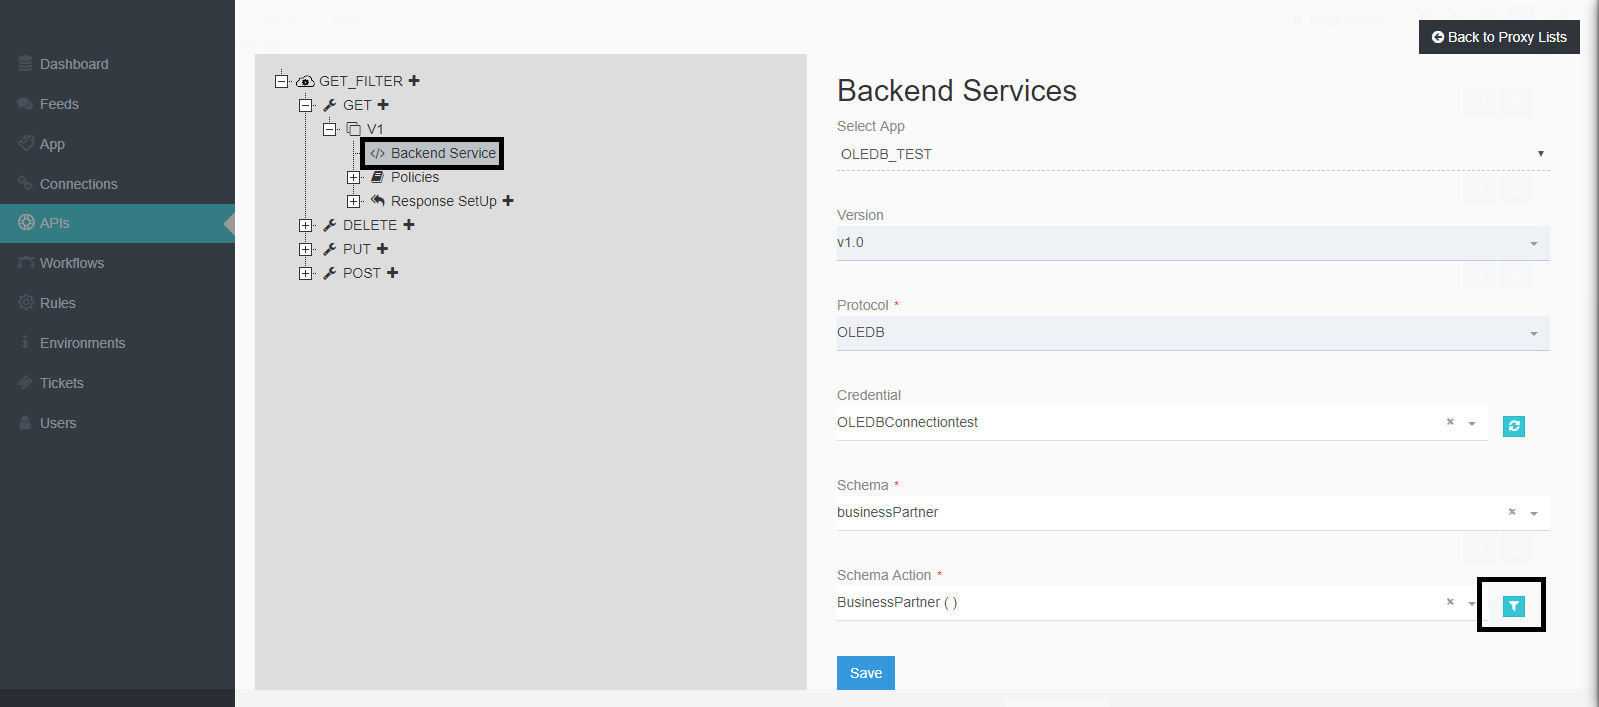 Back to Proxy Lists
Dashboard
Feeds
App
Connections
APIs
Workflows
Rules
Environments
Tickets
Users
GET_FILTER
GET
V1
</> Backend Service
Policies
Response SetUp
DELETE
PUT
POST
Backend Services
Select App
OLEDB_TEST
Version
v1.0
Protocol *
OLEDB
Credential
OLEDBConnectiontest
Schema *
businessPartner
Schema Action *
BusinessPartner ( )
Save